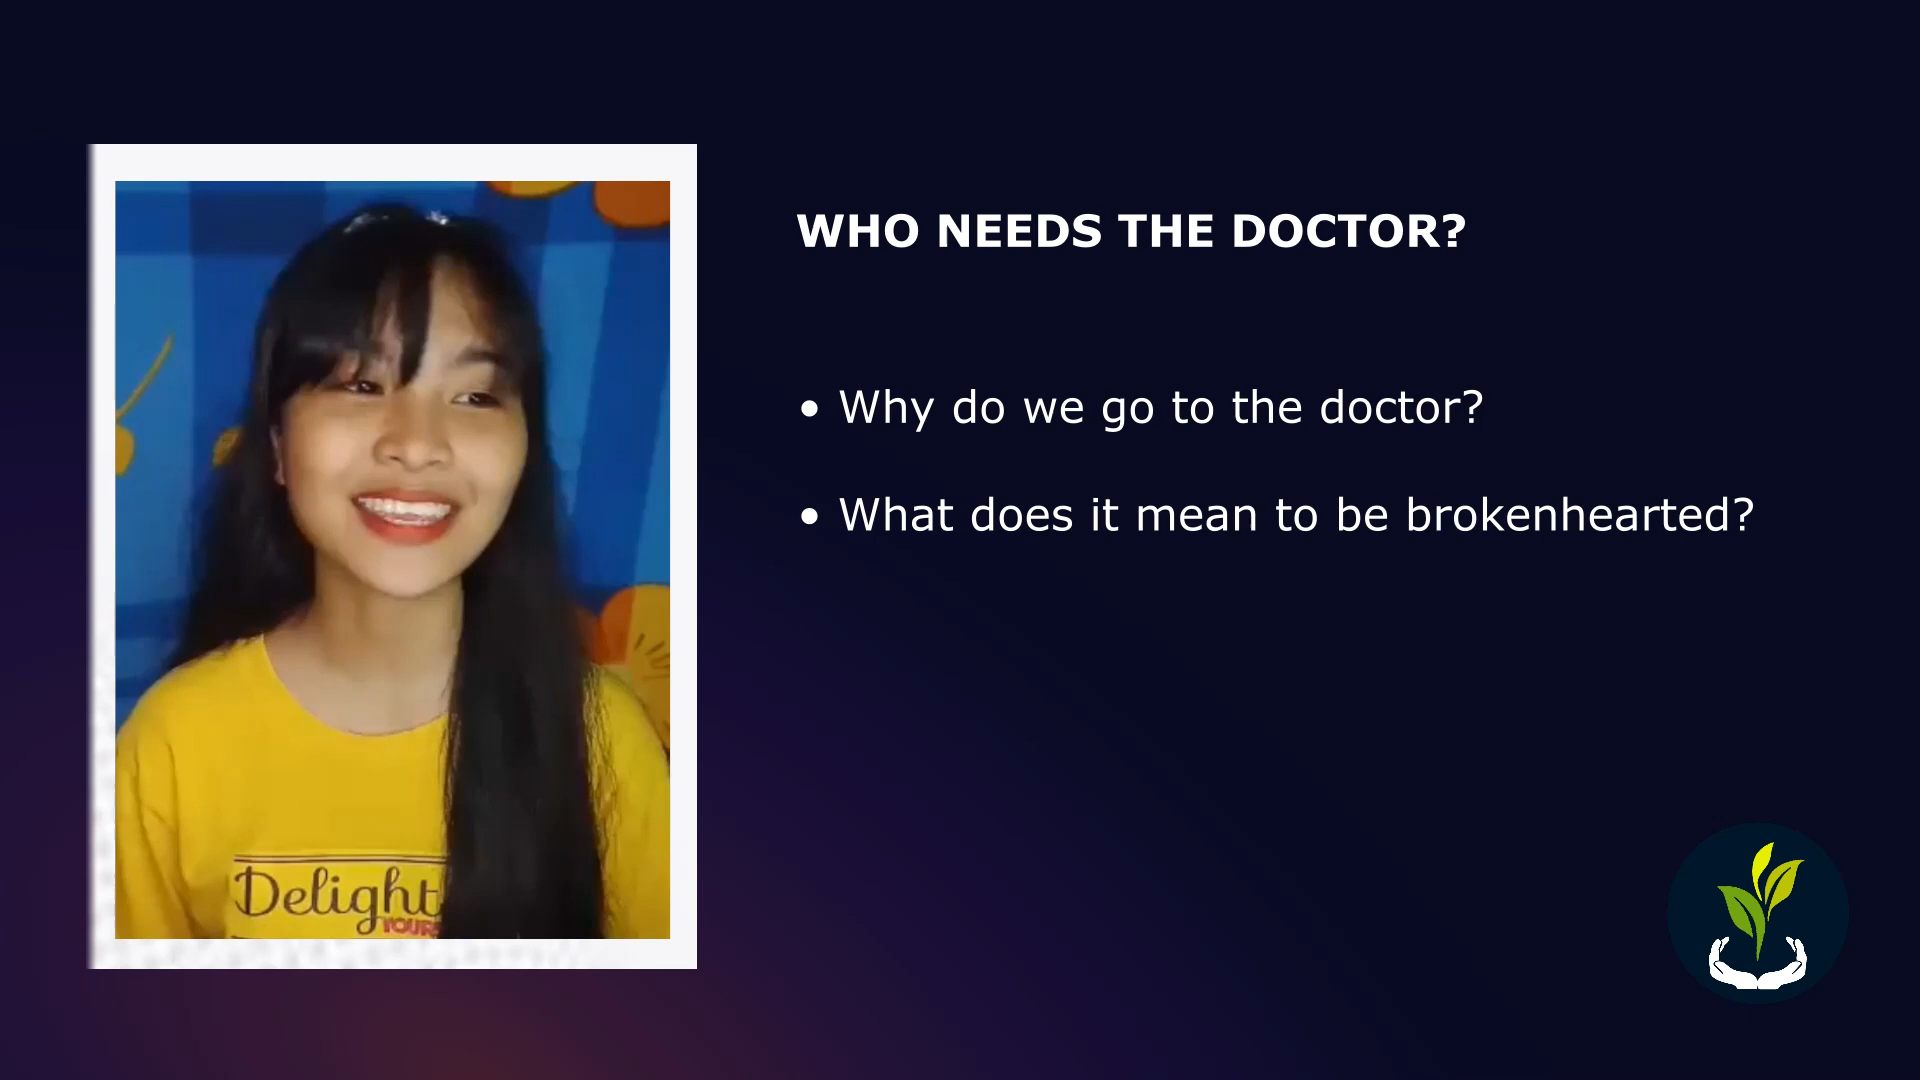 WHO NEEDS THE DOCTOR?
• Why do we go to the doctor?
• What does it mean to be brokenhearted?
Delight